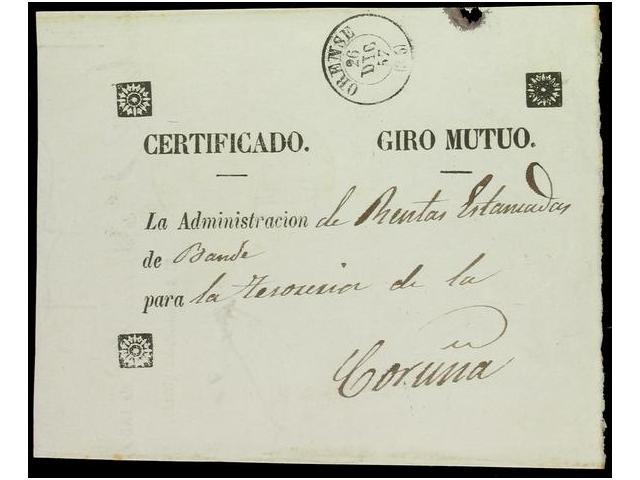 ORENSE
26
DIC
57
CERTIFICADO. GIRO MUTUO.
La Administracion de Rentas Estancadas
de Bande
para la Tesoreria de la
Coruña